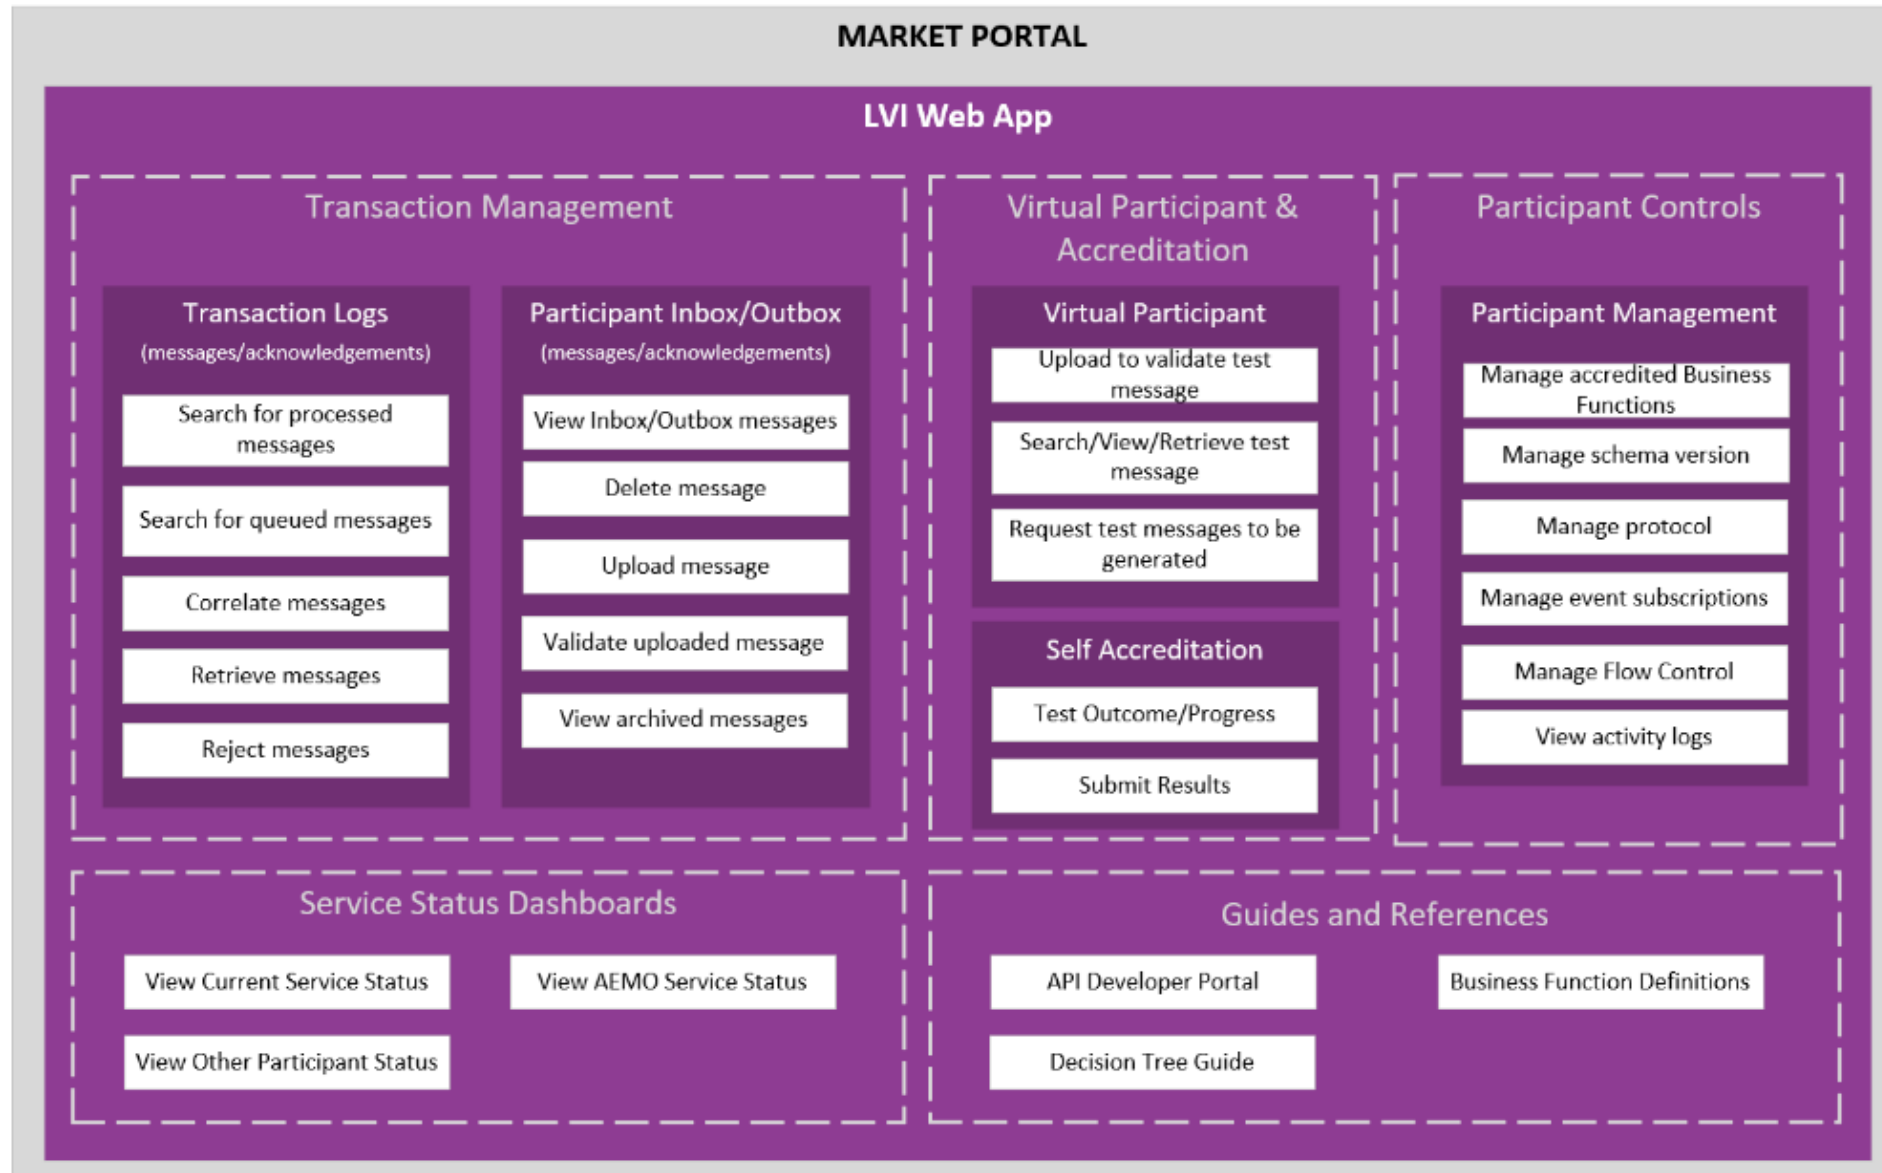 MARKET PORTAL
LVI Web App
Transaction Management
Transaction Logs
(messages/acknowledgements)
Search for processed
messages
Search for queued messages
Correlate messages
Retrieve messages
Reject messages
Participant Inbox/Outbox
(messages/acknowledgements)
View Inbox/Outbox messages
Delete message
Upload message
Validate uploaded message
View archived messages
Virtual Participant &
Accreditation
Virtual Participant
Upload to validate test
message
Search/View/Retrieve test
message
Request test messages to be
generated
Self Accreditation
Test Outcome/Progress
Submit Results
Participant Controls
Participant Management
Manage accredited Business
Functions
Manage schema version
Manage protocol
Manage event subscriptions
Manage Flow Control
View activity logs
Service Status Dashboards
View Current Service Status
View AEMO Service Status
View Other Participant Status
Guides and References
API Developer Portal
Business Function Definitions
Decision Tree Guide